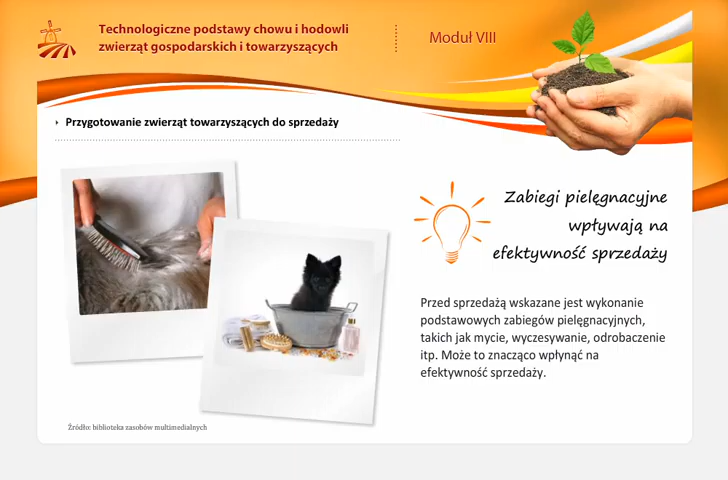 Technologiczne podstawy chowu i hodowli
zwierząt gospodarskich i towarzyszących
Moduł VIII
Przygotowanie zwierząt towarzyszących do sprzedaży
Zabiegi pielęgnacyjne
wpływają na
efektywność sprzedaży
Przed sprzedażą wskazane jest wykonanie
podstawowych zabiegów pielęgnacyjnych,
takich jak mycie, wyczesywanie, odrobaczenie
itp. Może to znacząco wpłynąć na
efektywność sprzedaży.
Źródło: biblioteka zasobów multimedialnych